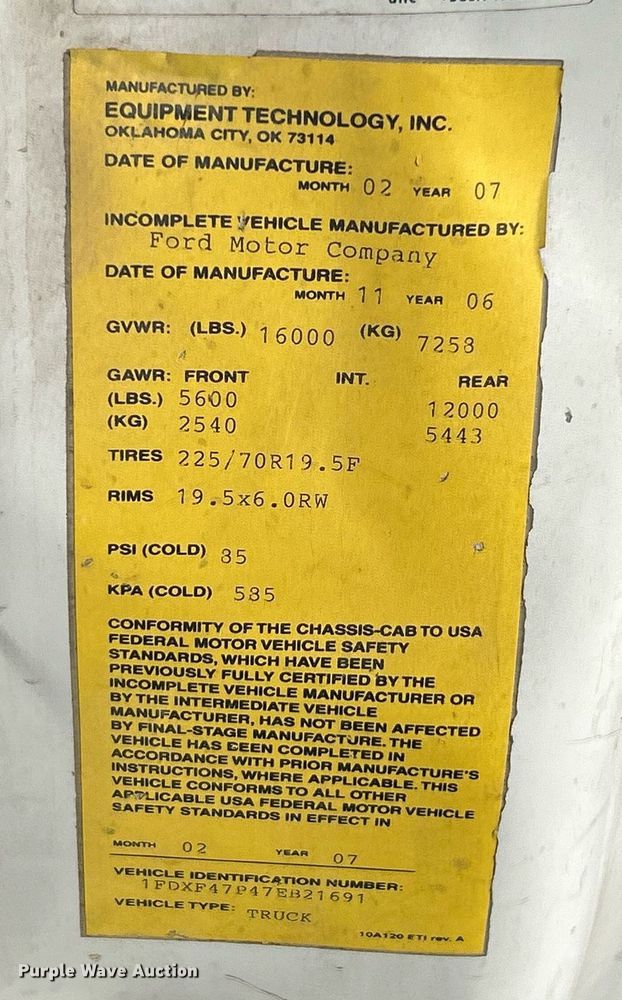 MANUFACTURED BY:
EQUIPMENT TECHNOLOGY, INC.
OKLAHOMA CITY, OK 73114
DATE OF MANUFACTURE:
MONTH 02 YEAR 07
INCOMPLETE VEHICLE MANUFACTURED BY:
Ford Motor Company
DATE OF MANUFACTURE:
MONTH 11 YEAR 06
GVWR: (LBS.) 16000 (KG) 7258
GAWR: FRONT INT. REAR
(LBS.) 5600 12000
(KG) 2540 5443
TIRES 225/70R19.5F
RIMS 19.5x6.0RW
PSI (COLD) 85
KPA (COLD) 585
CONFORMITY OF THE CHASSIS-CAB TO USA
FEDERAL MOTOR VEHICLE SAFETY
STANDARDS, WHICH HAVE BEEN
PREVIOUSLY FULLY CERTIFIED BY THE
INCOMPLETE VEHICLE MANUFACTURER OR
BY THE INTERMEDIATE VEHICLE
MANUFACTURER, HAS NOT BEEN AFFECTED
BY FINAL-STAGE MANUFACTURE. THE
VEHICLE HAS BEEN COMPLETED IN
ACCORDANCE WITH PRIOR MANUFACTURE'S
INSTRUCTIONS, WHERE APPLICABLE. THIS
VEHICLE CONFORMS TO ALL OTHER
APPLICABLE USA FEDERAL MOTOR VEHICLE
SAFETY STANDARDS IN EFFECT IN
MONTH 02 YEAR 07
VEHICLE IDENTIFICATION NUMBER:
1FDXF47P47EB21691
VEHICLE TYPE: TRUCK
10A120 ETI rev. A
Purple Wave Auction